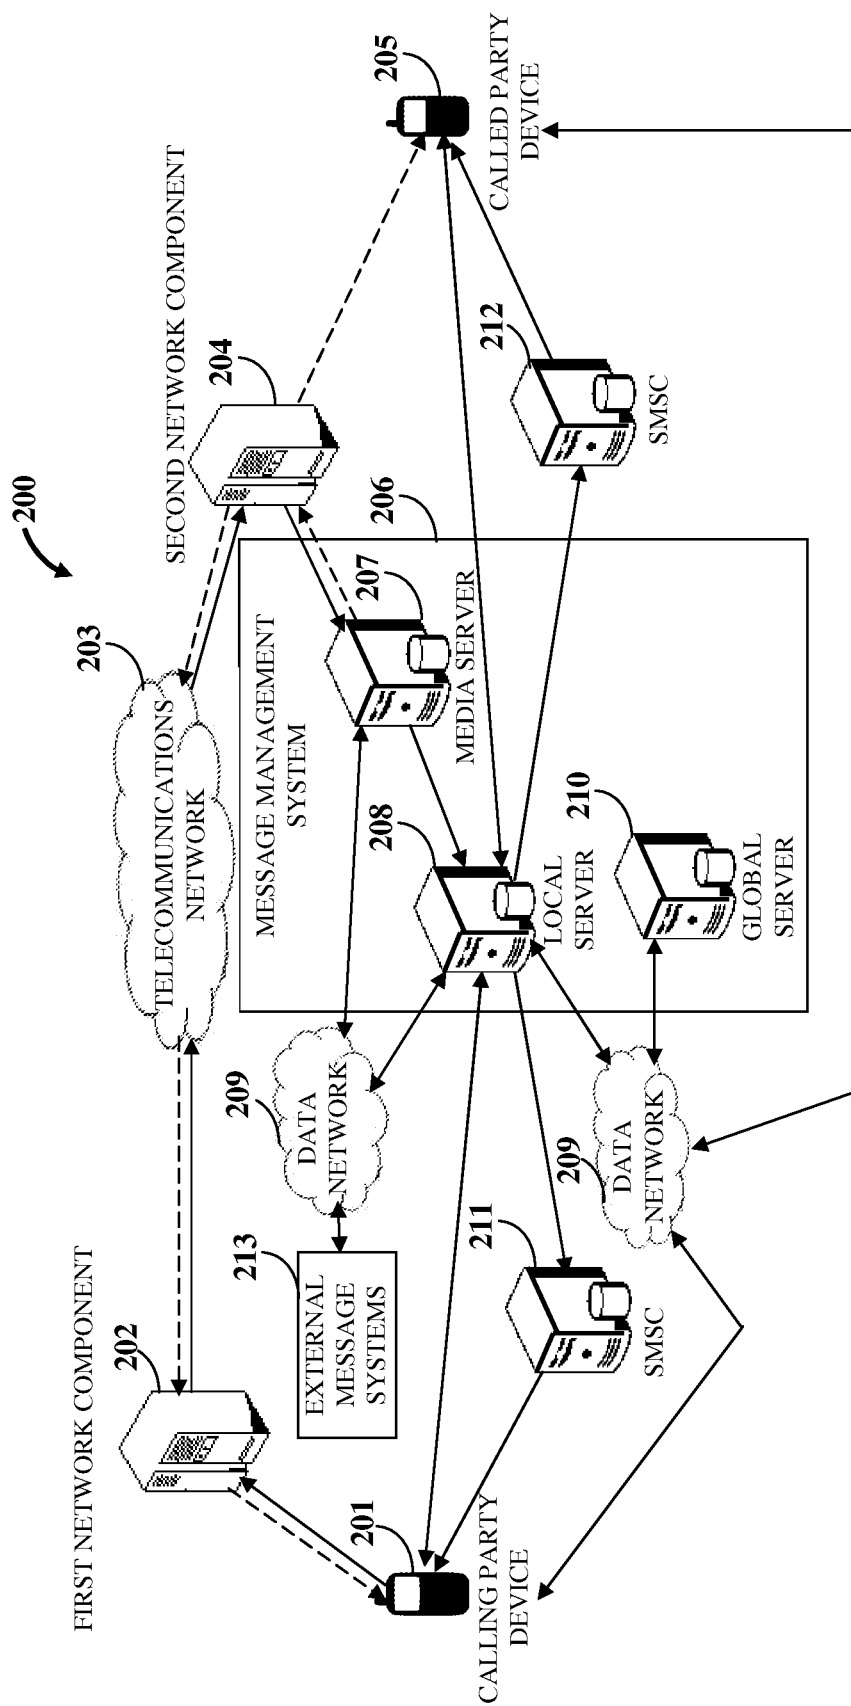 200
FIRST NETWORK COMPONENT
202
203
TELECOMMUNICATIONS
NETWORK
SECOND NETWORK COMPONENT
204
205
CALLED PARTY
DEVICE
201
CALLING PARTY
DEVICE
213
EXTERNAL
MESSAGE
SYSTEMS
209
DATA
NETWORK
MESSAGE MANAGEMENT
SYSTEM
206
207
MEDIA SERVER
208
LOCAL
SERVER
210
GLOBAL
SERVER
211
SMSC
209
DATA
NETWORK
212
SMSC